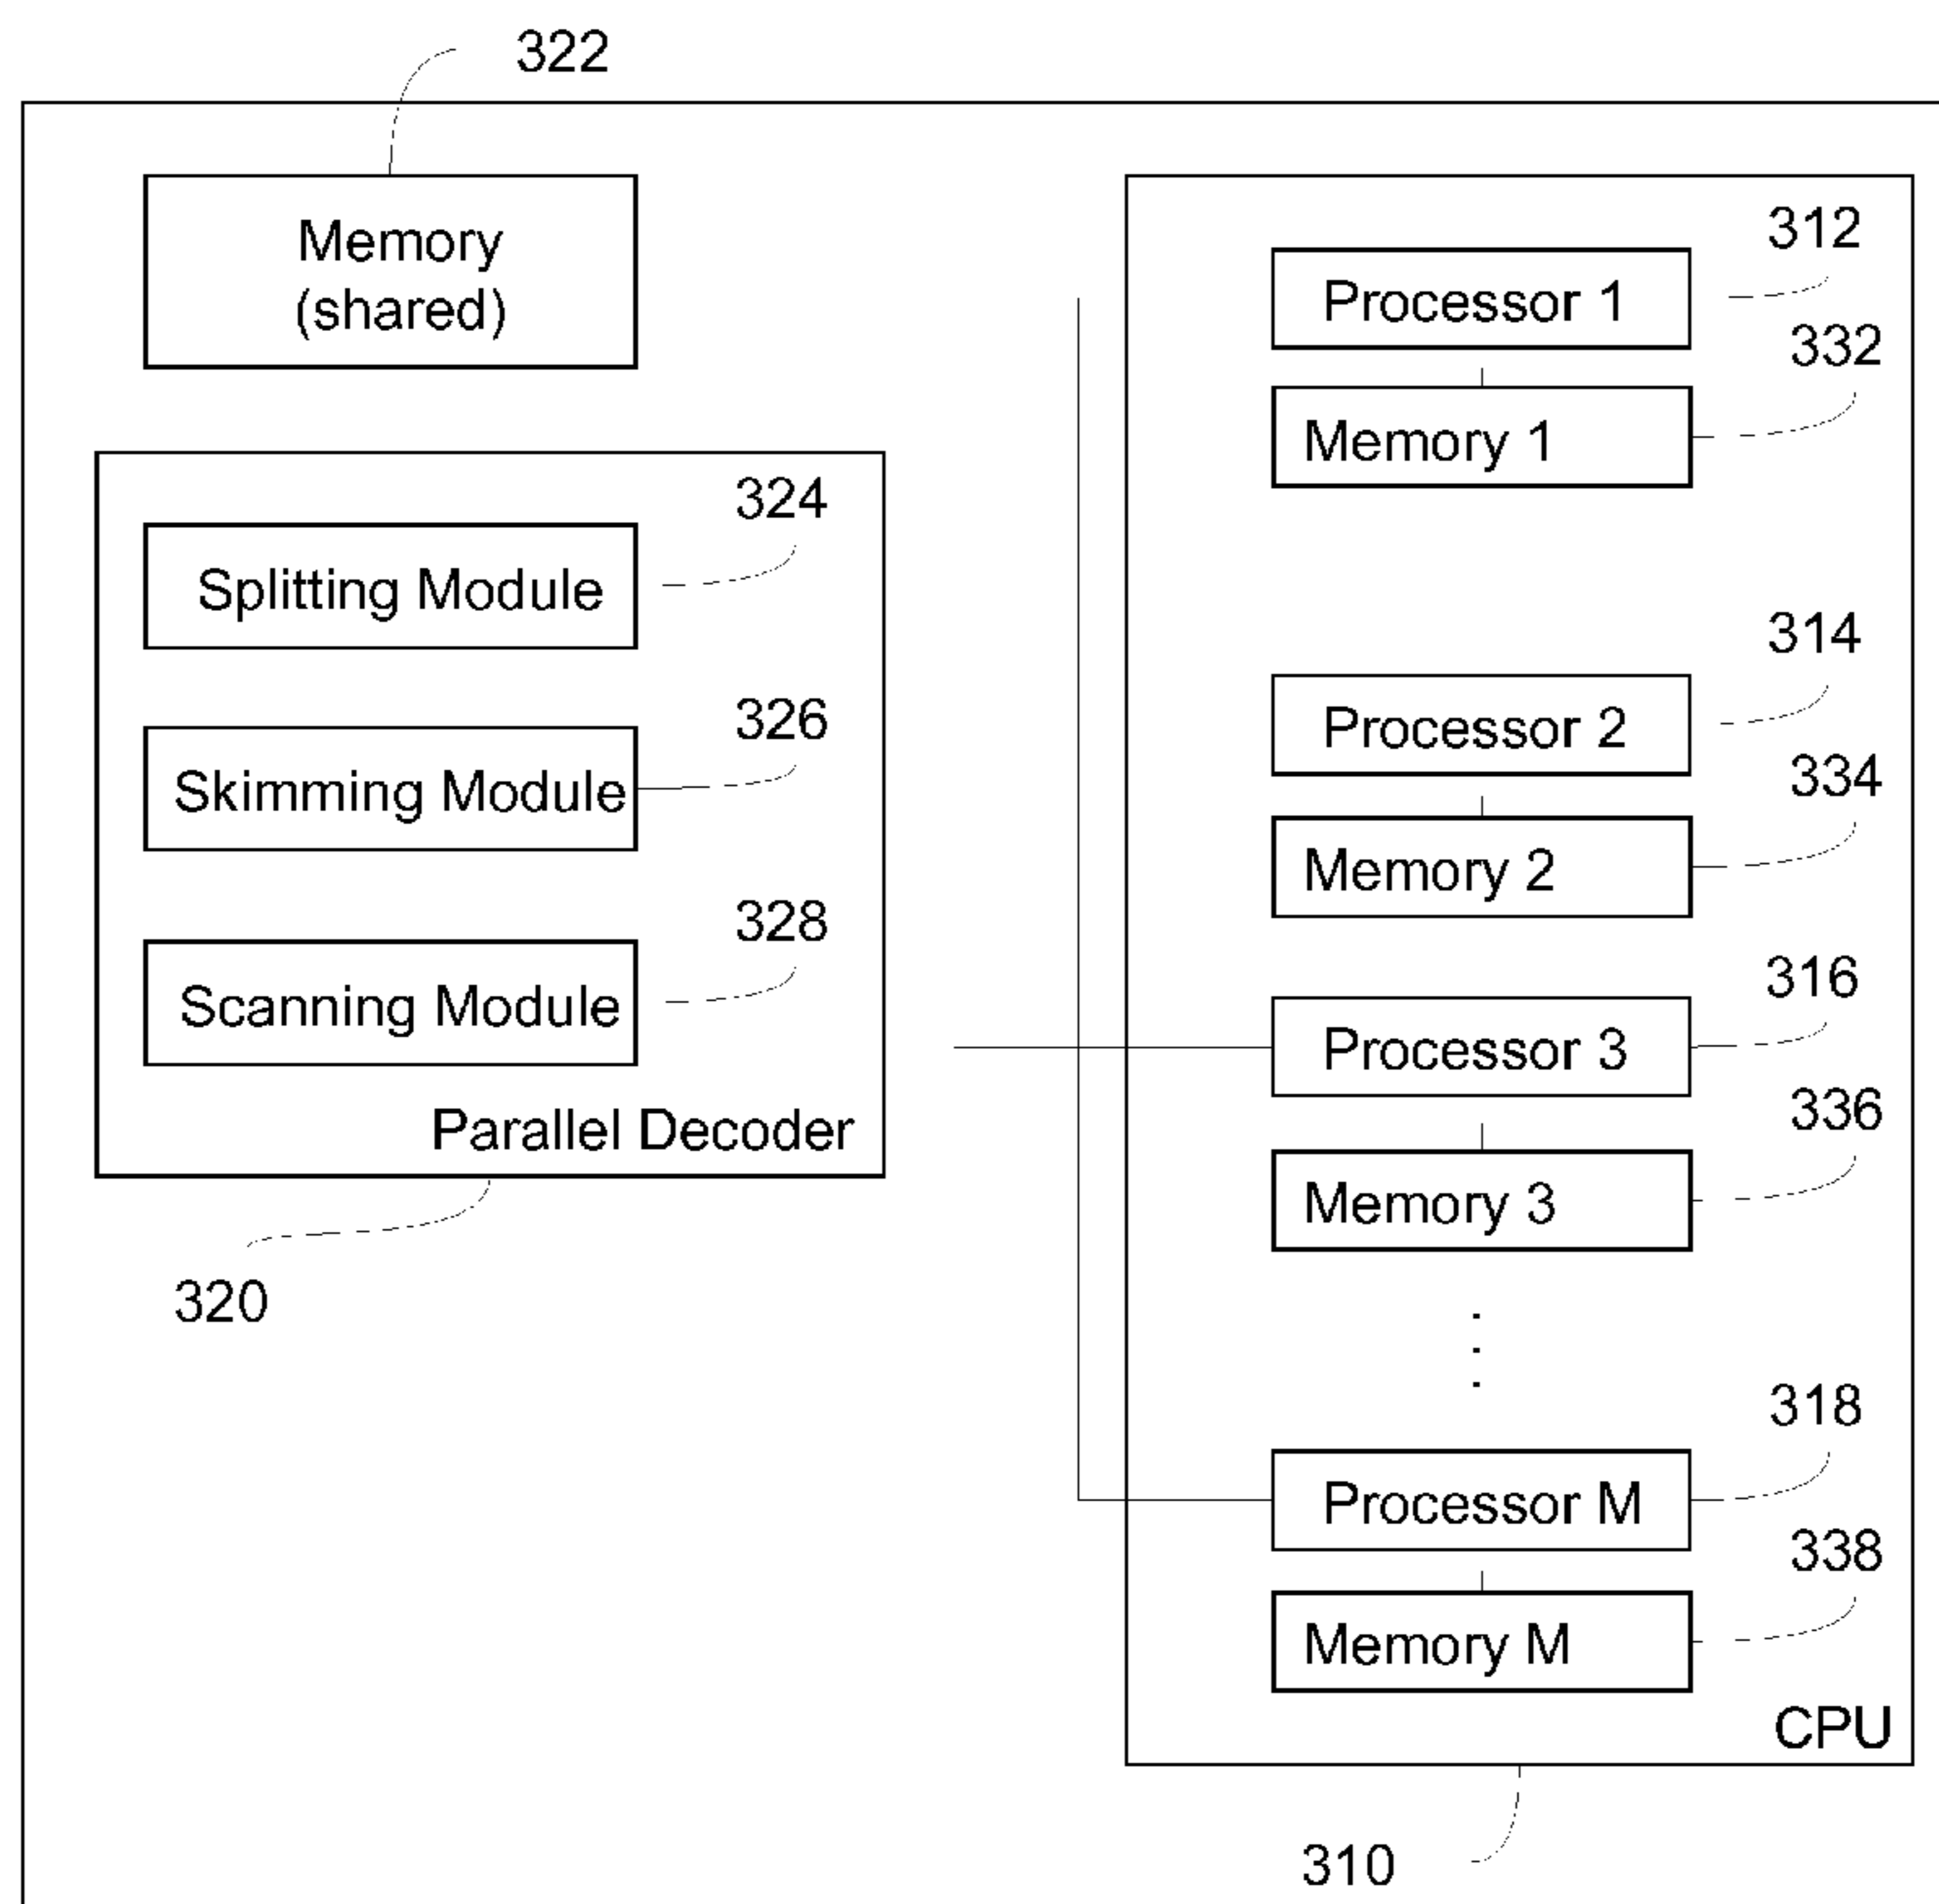 322
Memory
(shared)
324
Splitting Module
326
Skimming Module
328
Scanning Module
Parallel Decoder
320
312
Processor 1
332
Memory 1
314
Processor 2
334
Memory 2
316
Processor 3
336
Memory 3
318
Processor M
338
Memory M
CPU
310